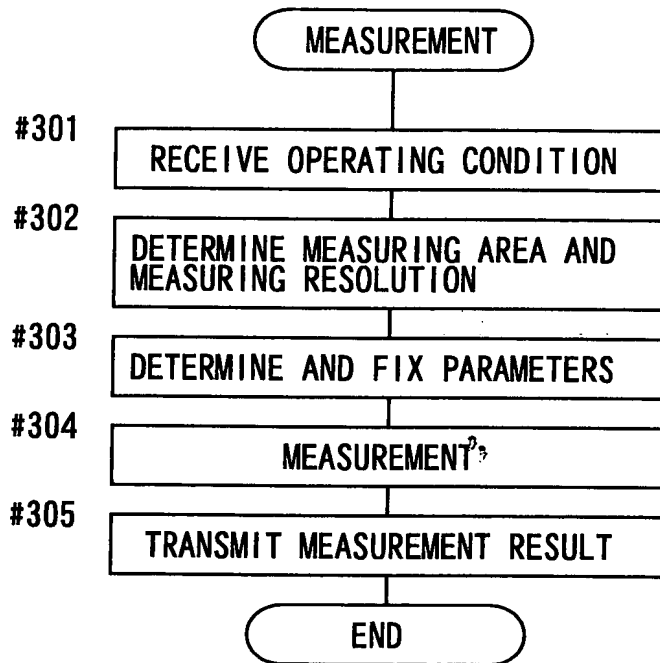 MEASUREMENT
#301
RECEIVE OPERATING CONDITION
#302
DETERMINE MEASURING AREA AND
MEASURING RESOLUTION
#303
DETERMINE AND FIX PARAMETERS
#304
MEASUREMENT
#305
TRANSMIT MEASUREMENT RESULT
END